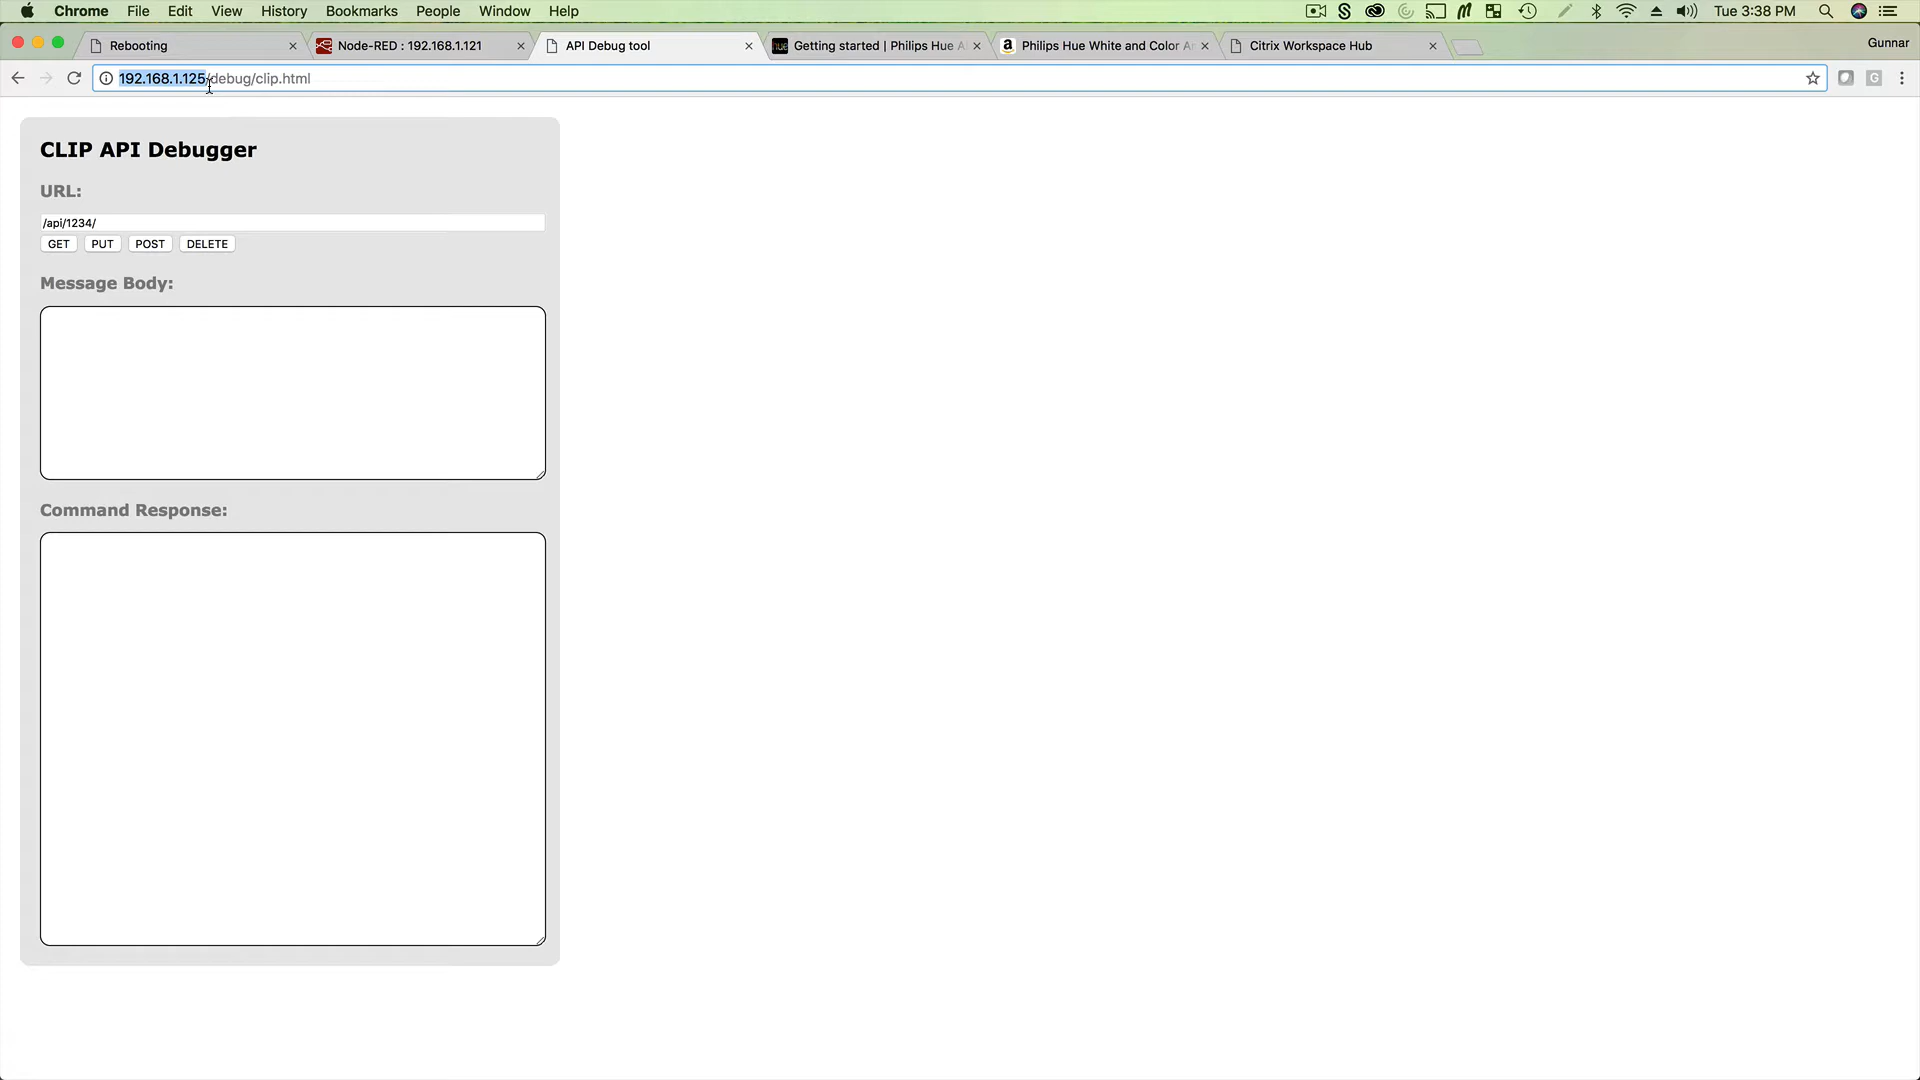 Chrome File Edit View History Bookmarks People Window Help Tue 3:38 PM
Rebooting Node-RED : 192.168.1.121 API Debug tool Getting started | Philips Hue A Philips Hue White and Color A Citrix Workspace Hub Gunnar
192.168.1.125/debug/clip.html
CLIP API Debugger
URL:
/api/1234/
GET PUT POST DELETE
Message Body:
Command Response: